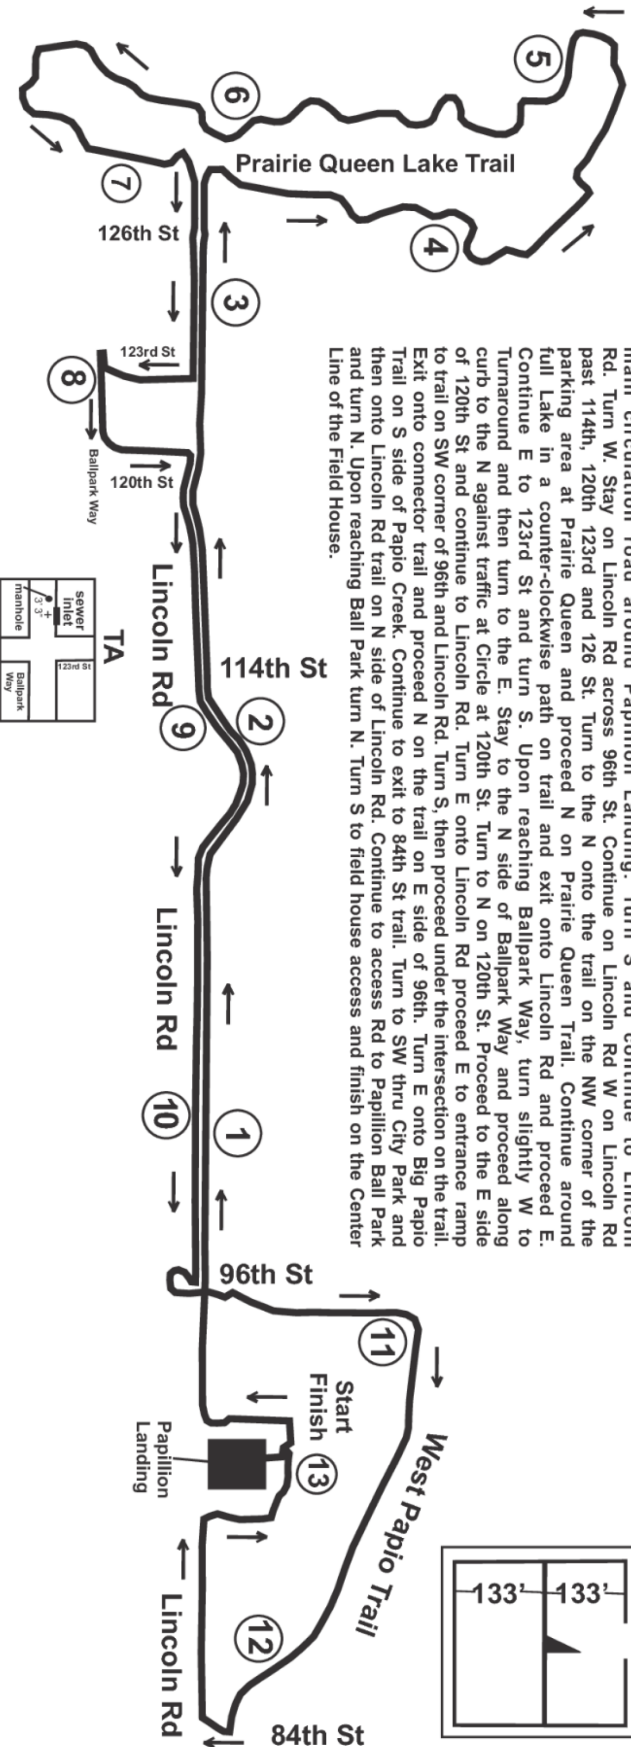 main circulation road around Papillion Landing. Turn S and continue to Lincoln
Rd. Turn W. Stay on Lincoln Rd across 96th St. Continue on Lincoln Rd W on Lincoln Rd
past 114th, 120th 123rd and 126 St. Turn to the N onto the trail on the NW corner of the
parking area at Prairie Queen and proceed N on Prairie Queen Trail. Continue around
full Lake in a counter-clockwise path on trail and exit onto Lincoln Rd and proceed E.
Continue E to 123rd St and turn S. Upon reaching Ballpark Way, turn slightly W to
Turnaround and then turn to the E. Stay to the N side of Ballpark Way and proceed along
curb to the N against traffic at Circle at 120th St. Turn to N on 120th St. Proceed to the E side
of 120th St and continue to Lincoln Rd. Turn E onto Lincoln Rd proceed E to entrance ramp
to trail on SW corner of 96th and Lincoln Rd. Turn S, then proceed under the intersection on the trail.
Exit onto connector trail and proceed N on the trail on E side of 96th. Turn E onto Big Papio
Trail on S side of Papio Creek. Continue to exit to 84th St trail. Turn to SW thru City Park and
then onto Lincoln Rd trail on N side of Lincoln Rd. Continue to access Rd to Papillion Ball Park
and turn N. Upon reaching Ball Park turn N. Turn S to field house access and finish on the Center
Line of the Field House.
5
6
Prairie Queen Lake Trail
7
126th St
4
3
123rd St
8
Ballpark Way
120th St
Lincoln Rd
114th St
2
9
TA
sewer
inlet
3' 3"
manhole
123rd St
Ballpark
Way
Lincoln Rd
10
1
96th St
11
Start
Finish
13
Papillion
Landing
West Papio Trail
12
Lincoln Rd
84th St
133'
133'